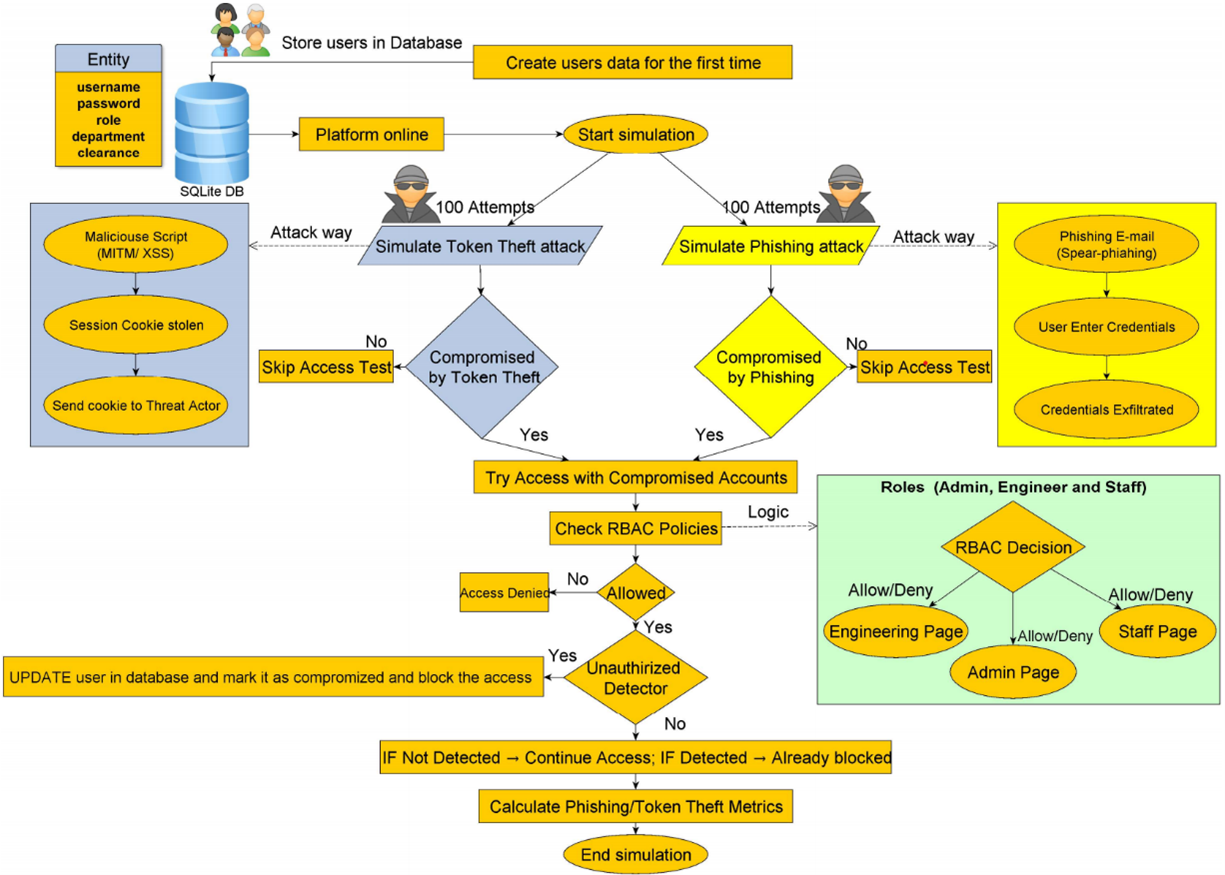 Store users in Database
Create users data for the first time
Entity
username
password
role
department
clearance
SQLite DB
Platform online
Start simulation
100 Attempts
100 Attempts
Simulate Token Theft attack
Simulate Phishing attack
Attack way
Attack way
Maliciouse Script
(MITM/ XSS)
Session Cookie stolen
Send cookie to Threat Actor
Phishing E-mail
(Spear-phiahing)
User Enter Credentials
Credentials Exfiltrated
Compromised
by Token Theft
No
Skip Access Test
Compromised
by Phishing
No
Skip Access Test
Yes
Yes
Try Access with Compromised Accounts
Check RBAC Policies
Logic
Roles (Admin, Engineer and Staff)
RBAC Decision
Allow/Deny
Allow/Deny
Allow/Deny
Engineering Page
Admin Page
Staff Page
Allowed
No
Access Denied
Yes
Unauthirized
Detector
Yes
UPDATE user in database and mark it as compromized and block the access
No
IF Not Detected → Continue Access; IF Detected → Already blocked
Calculate Phishing/Token Theft Metrics
End simulation